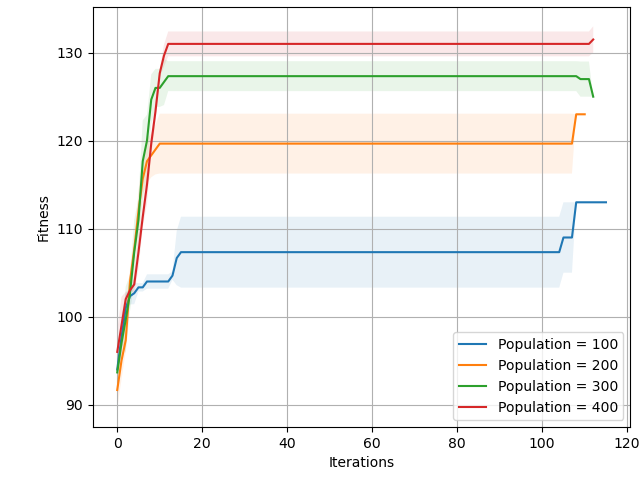 Fitness
130
120
110
100
90
0
20
40
60
80
100
120
Iterations
Population = 100
Population = 200
Population = 300
Population = 400